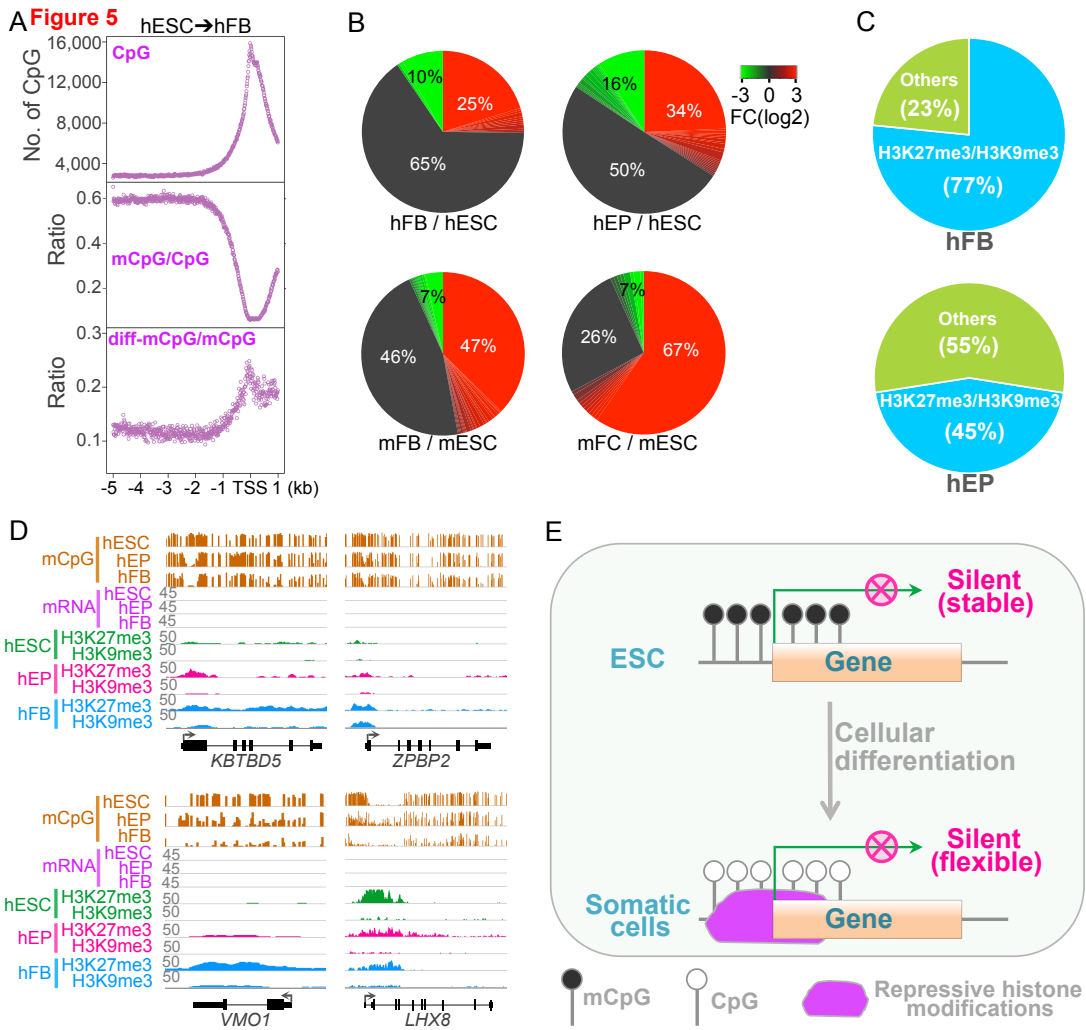 A Figure 5
hESC➔hFB
CpG
No. of CpG
16,000
12,000
8,000
4,000
mCpG/CpG
Ratio
0.6
0.4
0.2
diff-mCpG/mCpG
Ratio
0.3
0.2
0.1
-5 -4 -3 -2 -1 TSS 1 (kb)
B
10%
25%
65%
hFB / hESC
16%
34%
50%
hEP / hESC
-3 0 3
FC(log2)
7%
47%
46%
mFB / mESC
7%
26%
67%
mFC / mESC
C
Others
(23%)
H3K27me3/H3K9me3
(77%)
hFB
Others
(55%)
H3K27me3/H3K9me3
(45%)
hEP
D
mCpG
hESC
hEP
hFB
mRNA
hESC 45
hEP 45
hFB 45
hESC
H3K27me3 50
H3K9me3 50
hEP
H3K27me3 50
H3K9me3 50
hFB
H3K27me3 50
H3K9me3 50
KBTBD5
ZPBP2
mCpG
hESC
hEP
hFB
mRNA
hESC 45
hEP 45
hFB 45
hESC
H3K27me3 50
H3K9me3 50
hEP
H3K27me3 50
H3K9me3 50
hFB
H3K27me3 50
H3K9me3 50
VMO1
LHX8
E
Silent
(stable)
ESC
Gene
Cellular
differentiation
Silent
(flexible)
Somatic
cells
Gene
mCpG
CpG
Repressive histone
modifications